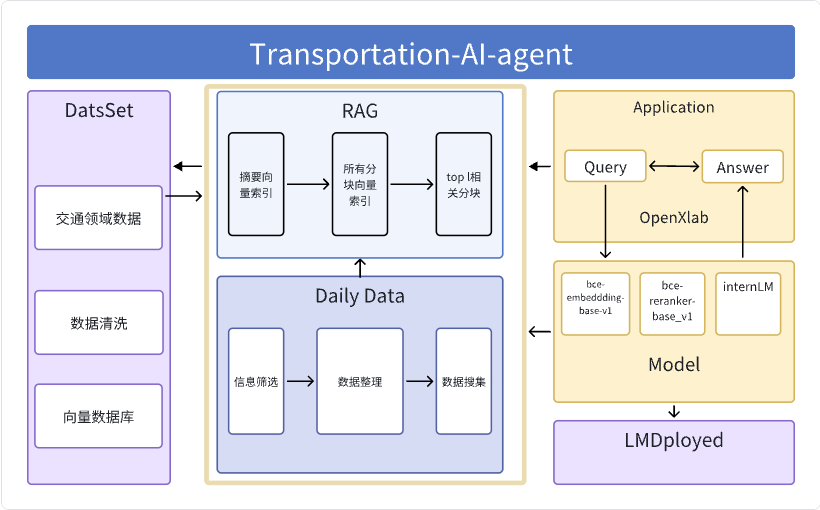 Transportation-AI-agent
DatsSet
交通领域数据
数据清洗
向量数据库
RAG
摘要向
量索引
所有分
块向量
索引
top l相
关分块
Daily Data
信息筛选
数据整理
数据搜集
Application
Query
Answer
OpenXlab
bce-
embeddding-
base-v1
bce-
reranker-
base_v1
internLM
Model
LMDployed